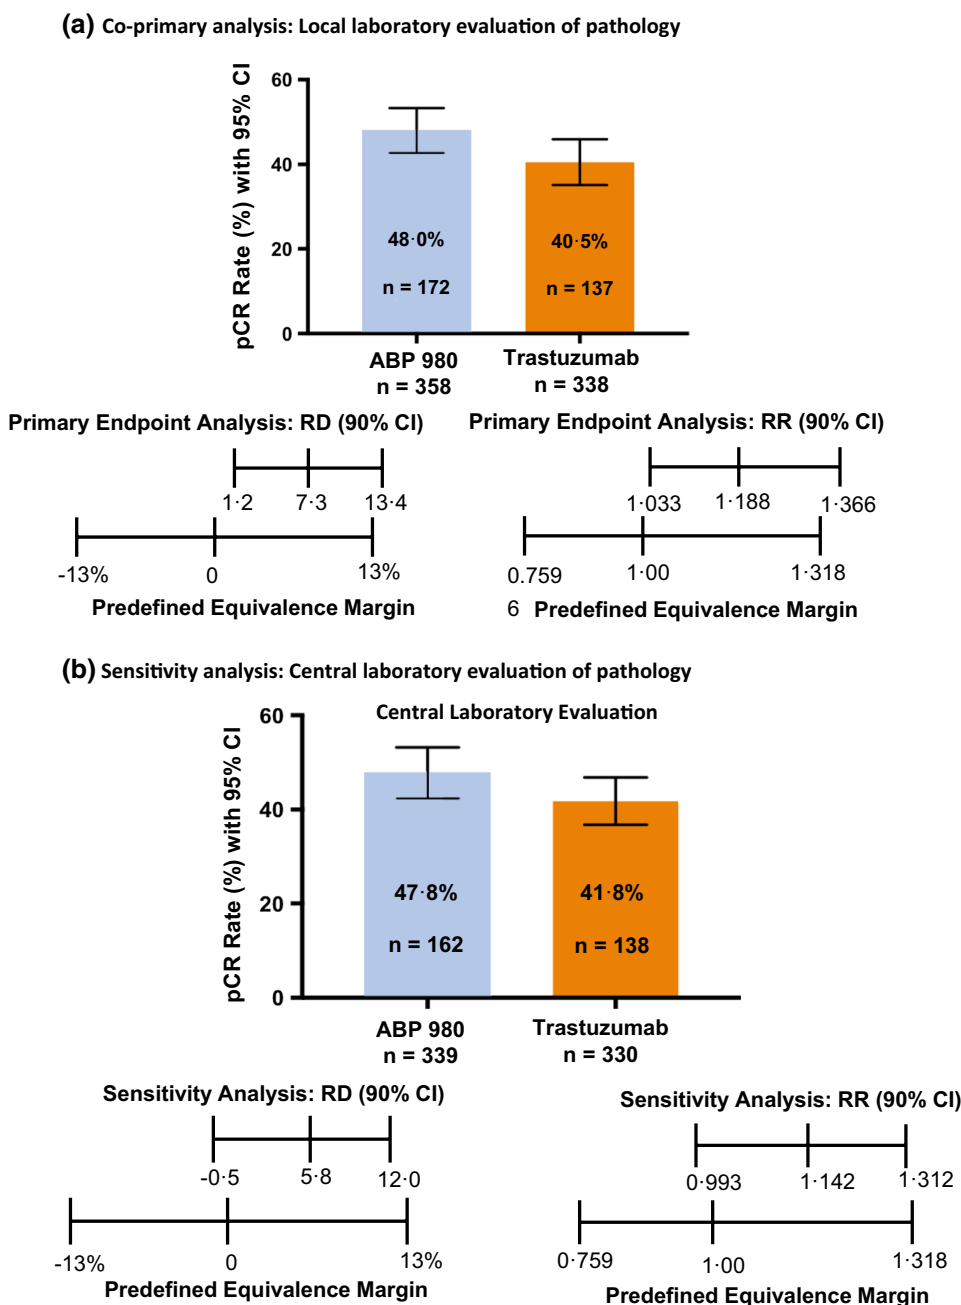 (a) Co-primary analysis: Local laboratory evaluation of pathology
pCR Rate (%) with 95% CI
60
40
20
0
48·0%
n = 172
40·5%
n = 137
ABP 980
n = 358
Trastuzumab
n = 338
Primary Endpoint Analysis: RD (90% CI)
1·2 7·3 13·4
-13% 0 13%
Predefined Equivalence Margin
Primary Endpoint Analysis: RR (90% CI)
1·033 1·188 1·366
0.759 1·00 1·318
6 Predefined Equivalence Margin
(b) Sensitivity analysis: Central laboratory evaluation of pathology
Central Laboratory Evaluation
pCR Rate (%) with 95% CI
60
40
20
0
47·8%
n = 162
41·8%
n = 138
ABP 980
n = 339
Trastuzumab
n = 330
Sensitivity Analysis: RD (90% CI)
-0·5 5·8 12·0
-13% 0 13%
Predefined Equivalence Margin
Sensitivity Analysis: RR (90% CI)
0·993 1·142 1·312
0·759 1·00 1·318
Predefined Equivalence Margin